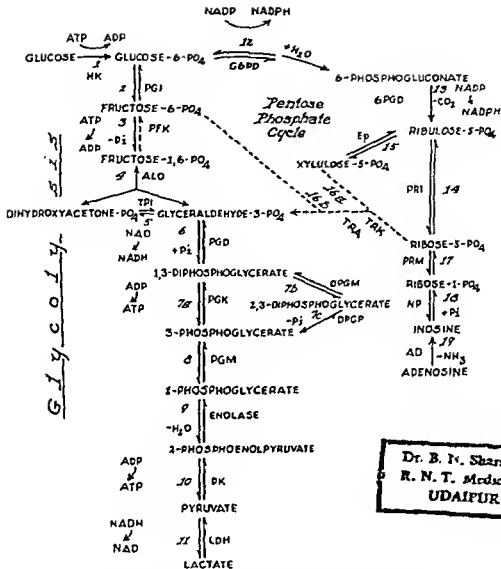 NADP NADPH
ATP ADP
GLUCOSE GLUCOSE-6-PO4 12 +H2O
1 G6PD
HK
6-PHOSPHOGLUCONATE
2 PGI
13 NADP
6PGD -CO2
NADPH
FRUCTOSE-6-PO4
Pentose
Phosphate
Cycle
ATP 3 PFK
ADP -Pi
Ep RIBULOSE-5-PO4
15
FRUCTOSE-1,6-PO4
XYLULOSE-5-PO4
4 ALO
PRI 14
16a
16b
DIHYDROXYACETONE-PO4 TPI GLYCERALDEHYDE-3-PO4
5
TRA TRK
RIBOSE-5-PO4
NAD 6 PGD
NADH +Pi
PRM 17
1,3-DIPHOSPHOGLYCERATE
7b DPGM
RIBOSE-1-PO4
ADP 7a PGK
ATP
2,3-DIPHOSPHOGLYCERATE
NP 18
+Pi
-Pi 7c DPGP
INOSINE
3-PHOSPHOGLYCERATE
19
AD -NH3
8 PGM
ADENOSINE
2-PHOSPHOGLYCERATE
9 ENOLASE
-H2O
2-PHOSPHOENOLPYRUVATE
ADP
ATP 10 PK
PYRUVATE
NADH
NAD 11 LDH
LACTATE
Glycolysis
Dr. B. N. Shar
R. N. T. Medic
UDAIPUR